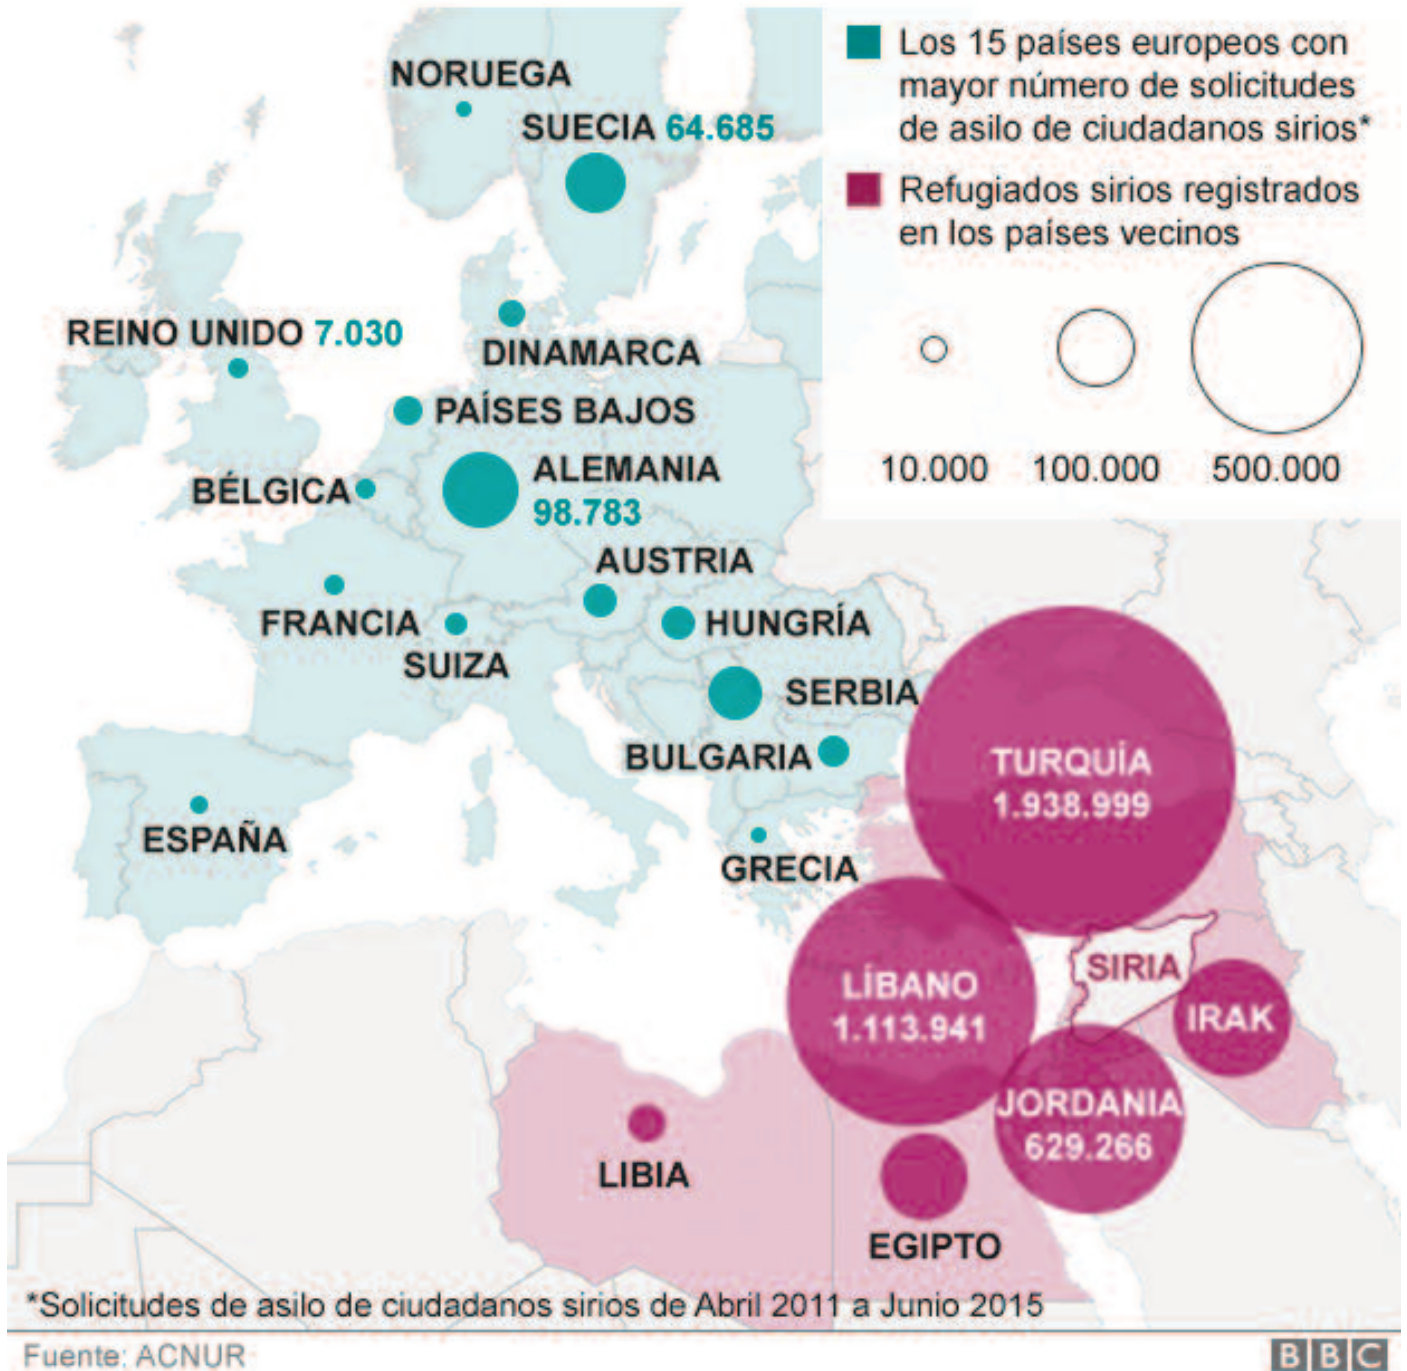 NORUEGA
SUECIA 64.685
Los 15 países europeos con
mayor número de solicitudes
de asilo de ciudadanos sirios*
Refugiados sirios registrados
en los países vecinos
10.000 100.000 500.000
REINO UNIDO 7.030
DINAMARCA
PAÍSES BAJOS
BÉLGICA
ALEMANIA
98.783
AUSTRIA
FRANCIA
SUIZA
HUNGRÍA
SERBIA
BULGARIA
ESPAÑA
GRECIA
TURQUÍA
1.938.999
LÍBANO
1.113.941
SIRIA
IRAK
JORDANIA
629.266
LIBIA
EGIPTO
*Solicitudes de asilo de ciudadanos sirios de Abril 2011 a Junio 2015
Fuente: ACNUR
BBC